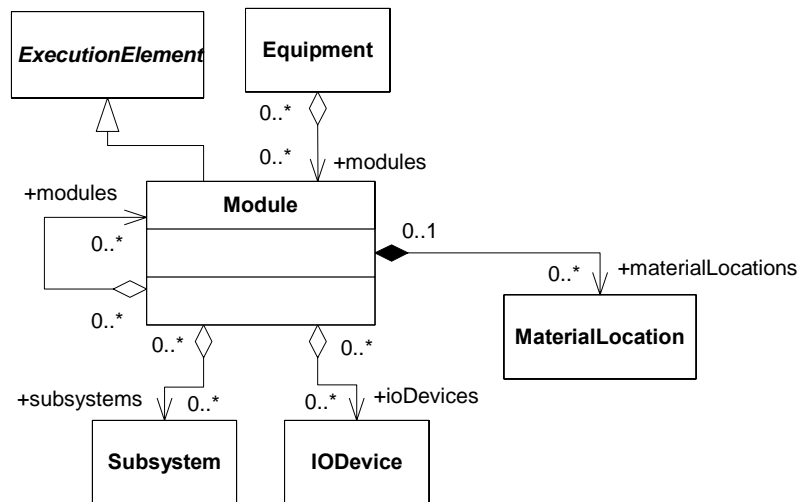 ExecutionElement
Equipment
0..*
0..*
+modules
+modules
Module
0..*
0..*
0..1
0..*
+materialLocations
MaterialLocation
0..*
0..*
+subsystems
0..*
0..*
+ioDevices
Subsystem
IODevice